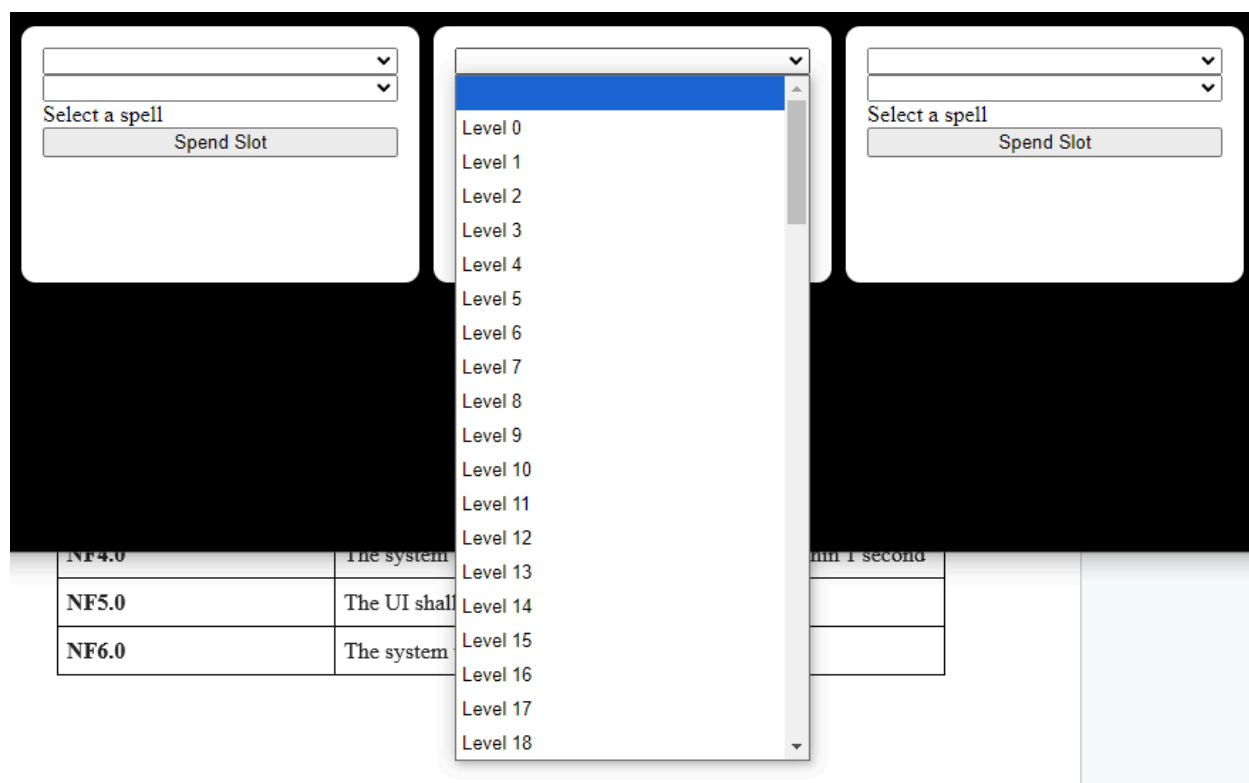 Select a spell
Spend Slot
Level 0
Level 1
Level 2
Level 3
Level 4
Level 5
Level 6
Level 7
Level 8
Level 9
Level 10
Level 11
Level 12
Level 13
Level 14
Level 15
Level 16
Level 17
Level 18
Select a spell
Spend Slot
NF4.0 The system hin 1 second
NF5.0 The UI shall
NF6.0 The system